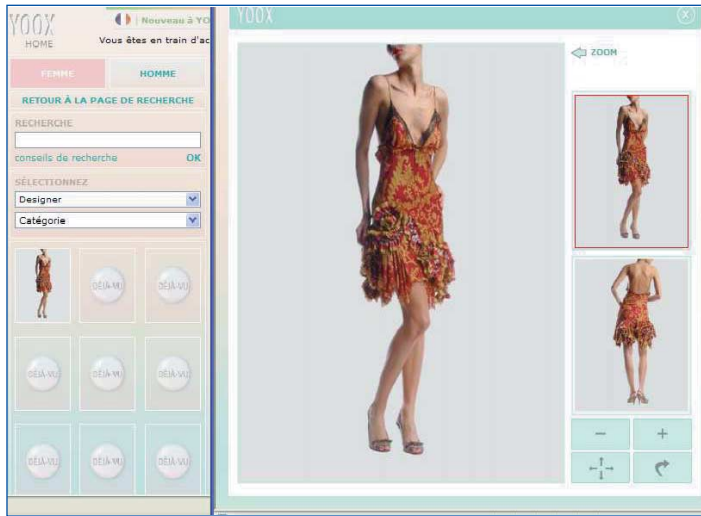 YOOX
HOME
| Nouveau à YO
Vous êtes en train d'ac
FEMME
HOMME
RETOUR À LA PAGE DE RECHERCHE
RECHERCHE
conseils de recherche
OK
SÉLECTIONNEZ
Designer
Catégorie
DÉJÀ-VU
DÉJÀ-VU
DÉJÀ-VU
DÉJÀ-VU
DÉJÀ-VU
DÉJÀ-VU
DÉJÀ-VU
DÉJÀ-VU
YOOX
ZOOM